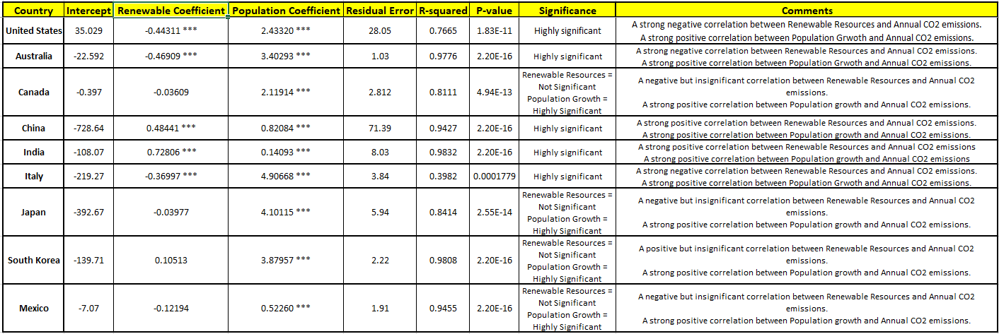 Country Intercept Renewable Coefficient Population Coefficient Residual Error R-squared P-value Significance Comments
United States 35.029 -0.44311 *** 2.43320 *** 28.05 0.7665 1.83E-11 Highly significant A strong negative correlation between Renewable Resources and Annual CO2 emissions.
A strong positive correlation between Population Grwoth and Annual CO2 emissions.
Australia -22.592 -0.46909 *** 3.40293 *** 1.03 0.9776 2.20E-16 Highly significant A strong negative correlation between Renewable Resources and Annual CO2 emissions.
A strong positive correlation between Population Grwoth and Annual CO2 emissions.
Canada -0.397 -0.03609 2.11914 *** 2.812 0.8111 4.94E-13
Renewable Resources =
Not Significant
Population Growth =
Highly Significant
A negative but insignificant correlation between Renewable Resources and Annual CO2
emissions.
A strong positive correlation between Population growth and Annual CO2 emissions.
China -728.64 0.48441 *** 0.82084 *** 71.39 0.9427 2.20E-16 Highly significant A strong positive correlation between Renewable Resources and Annual CO2 emissions.
A strong positive correlation between Population growth and Annual CO2 emissions.
India -108.07 0.72806 *** 0.14093 *** 8.03 0.9832 2.20E-16 Highly significant A strong positive correlation between Renewable Resources and Annual CO2 emissions
A strong positive correlation between Population growth and Annual CO2 emissions
Italy -219.27 -0.36997 *** 4.90668 *** 3.84 0.3982 0.0001779 Highly significant A strong negative correlation between Renewable Resources and Annual CO2 emissions.
A strong positive correlation between Population Grwoth and Annual CO2 emissions.
Japan -392.67 -0.03977 4.10115 *** 5.94 0.8414 2.55E-14
Renewable Resources =
Not Significant
Population Growth =
Highly Significant
A negative but insignificant correlation between Renewable Resources and Annual CO2
emissions.
A strong positive correlation between Population growth and Annual CO2 emissions.
South Korea -139.71 0.10513 3.87957 *** 2.22 0.9808 2.20E-16
Renewable Resources =
Not Significant
Population Growth =
Highly Significant
A positive but insignificant correlation between Renewable Resources and Annual CO2
emissions.
A strong positive correlation between Population growth and Annual CO2 emissions.
Mexico -7.07 -0.12194 0.52260 *** 1.91 0.9455 2.20E-16
Renewable Resources =
Not Significant
Population Growth =
Highly Significant
A negative but insignificant correlation between Renewable Resources and Annual CO2
emissions.
A strong positive correlation between Population growth and Annual CO2 emissions.